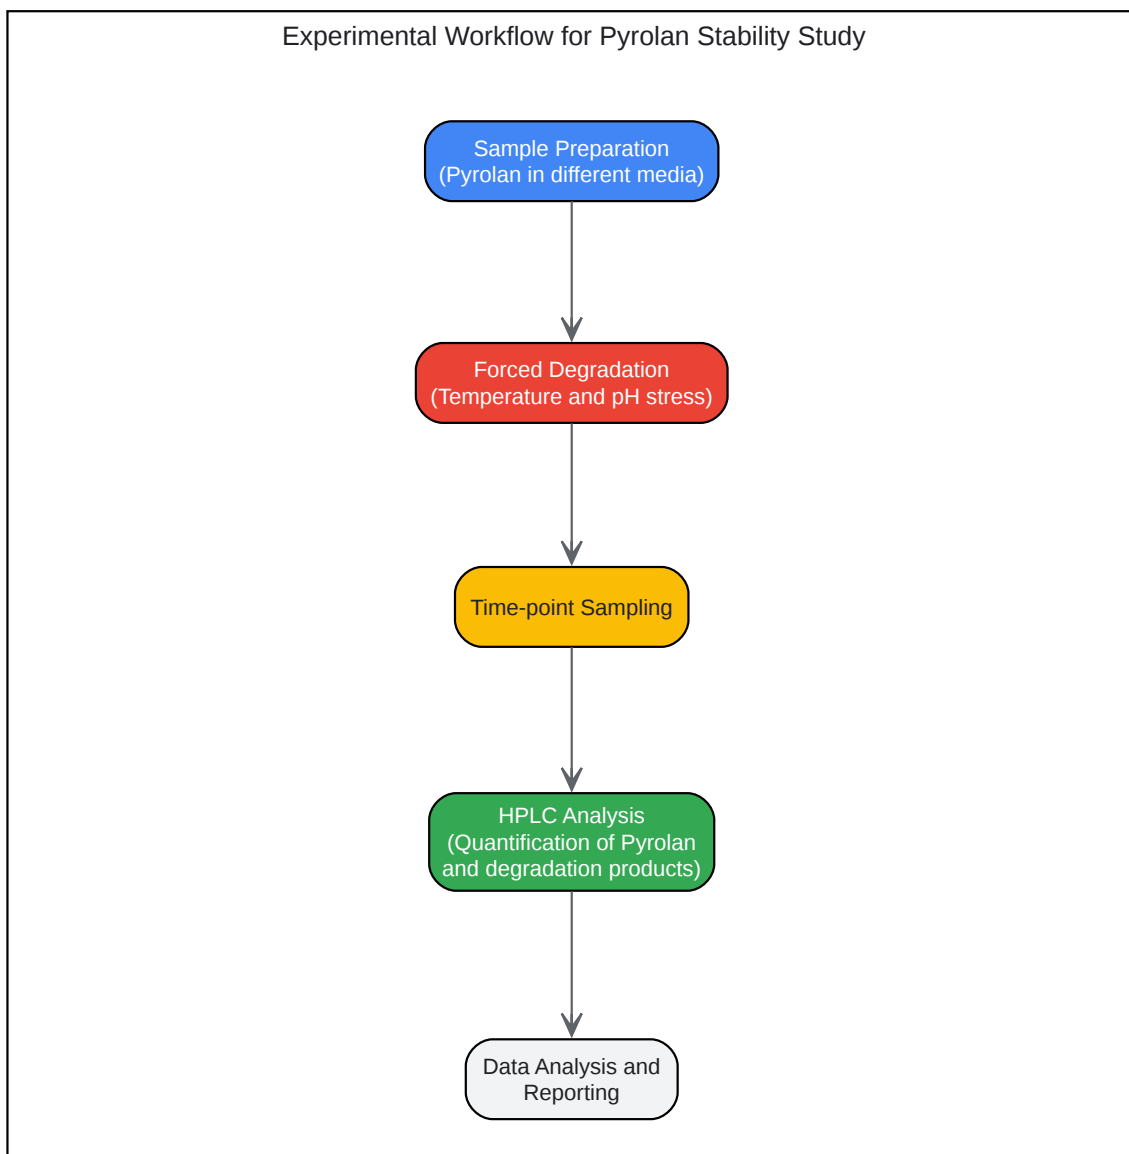 Experimental Workflow for Pyrolan Stability Study
Sample Preparation
(Pyrolan in different media)
Forced Degradation
(Temperature and pH stress)
Time-point Sampling
HPLC Analysis
(Quantification of Pyrolan
and degradation products)
Data Analysis and
Reporting